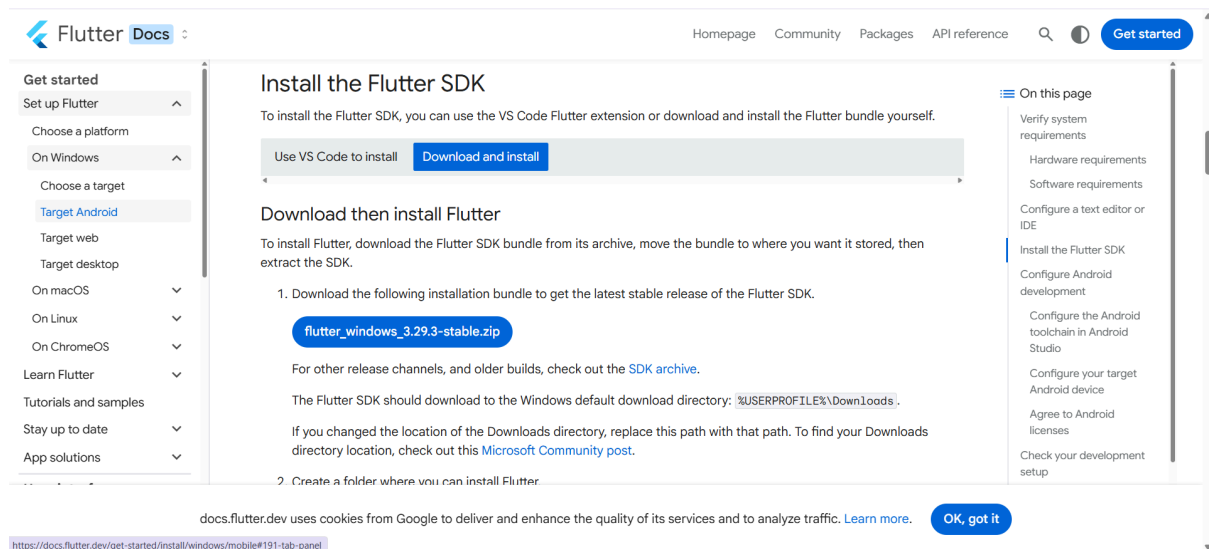 Flutter Docs
Homepage Community Packages API reference Get started
Get started
Set up Flutter
Choose a platform
On Windows
Choose a target
Target Android
Target web
Target desktop
On macOS
On Linux
On ChromeOS
Learn Flutter
Tutorials and samples
Stay up to date
App solutions
Install the Flutter SDK
To install the Flutter SDK, you can use the VS Code Flutter extension or download and install the Flutter bundle yourself.
Use VS Code to install Download and install
Download then install Flutter
To install Flutter, download the Flutter SDK bundle from its archive, move the bundle to where you want it stored, then
extract the SDK.
1. Download the following installation bundle to get the latest stable release of the Flutter SDK.
flutter_windows_3.29.3-stable.zip
For other release channels, and older builds, check out the SDK archive.
The Flutter SDK should download to the Windows default download directory: %USERPROFILE%\Downloads.
If you changed the location of the Downloads directory, replace this path with that path. To find your Downloads
directory location, check out this Microsoft Community post.
2. Create a folder where you can install Flutter.
On this page
Verify system
requirements
Hardware requirements
Software requirements
Configure a text editor or
IDE
Install the Flutter SDK
Configure Android
development
Configure the Android
toolchain in Android
Studio
Configure your target
Android device
Agree to Android
licenses
Check your development
setup
docs.flutter.dev uses cookies from Google to deliver and enhance the quality of its services and to analyze traffic. Learn more. OK, got it
https://docs.flutter.dev/get-started/install/windows/mobile#191-tab-panel